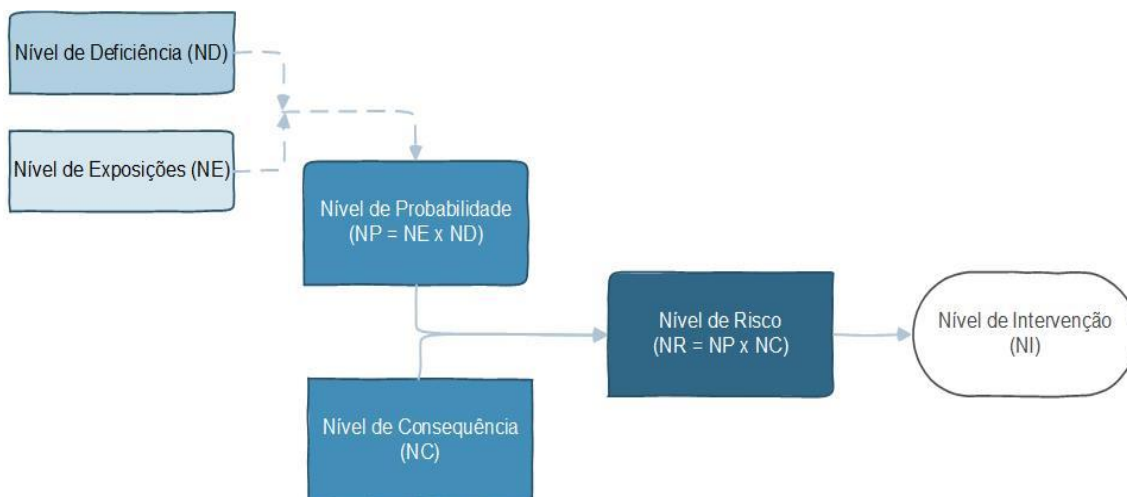 Nível de Deficiência (ND)
Nível de Exposições (NE)
Nível de Probabilidade
(NP = NE x ND)
Nível de Consequência
(NC)
Nível de Risco
(NR = NP x NC)
Nível de Intervenção
(NI)